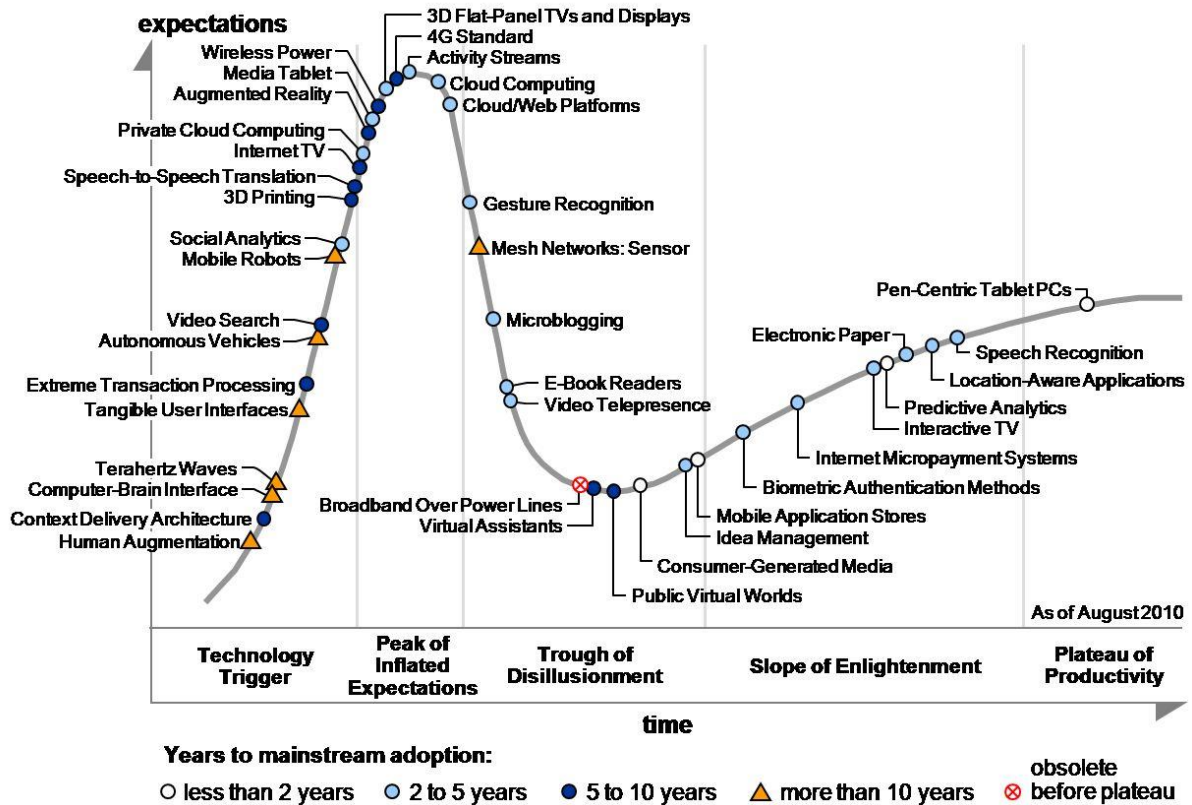 expectations
3D Flat-Panel TVs and Displays
4G Standard
Activity Streams
Wireless Power
Media Tablet
Augmented Reality
Cloud Computing
Cloud/Web Platforms
Private Cloud Computing
Internet TV
Speech-to-Speech Translation
3D Printing
Gesture Recognition
Social Analytics
Mobile Robots
Mesh Networks: Sensor
Pen-Centric Tablet PCs
Video Search
Autonomous Vehicles
Microblogging
Electronic Paper
Speech Recognition
Location-Aware Applications
Extreme Transaction Processing
Tangible User Interfaces
E-Book Readers
Video Telepresence
Predictive Analytics
Interactive TV
Internet Micropayment Systems
Biometric Authentication Methods
Terahertz Waves
Computer-Brain Interface
Context Delivery Architecture
Human Augmentation
Broadband Over Power Lines
Virtual Assistants
Mobile Application Stores
Idea Management
Consumer-Generated Media
Public Virtual Worlds
As of August 2010
Technology
Trigger
Peak of
Inflated
Expectations
Trough of
Disillusionment
Slope of Enlightenment
Plateau of
Productivity
time
Years to mainstream adoption:
less than 2 years
2 to 5 years
5 to 10 years
more than 10 years
obsolete
before plateau